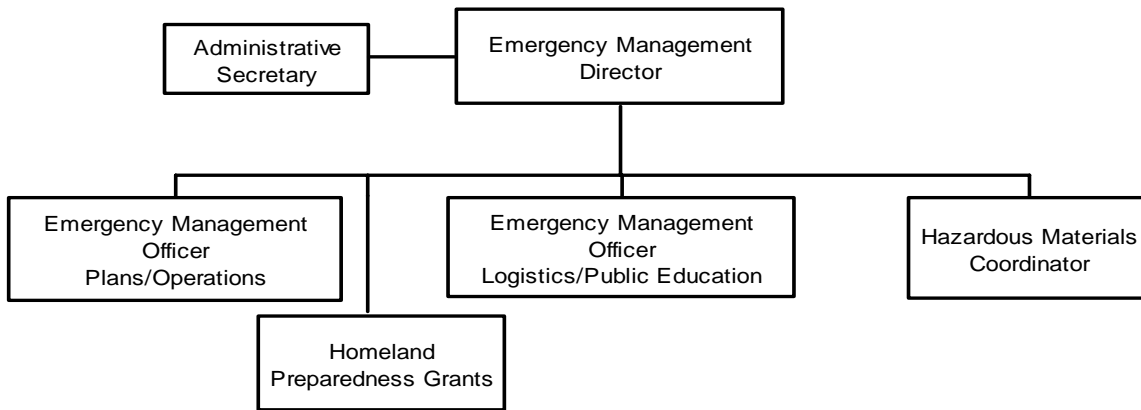 Administrative
Secretary
Emergency Management
Director
Emergency Management
Officer
Plans/Operations
Emergency Management
Officer
Logistics/Public Education
Hazardous Materials
Coordinator
Homeland
Preparedness Grants